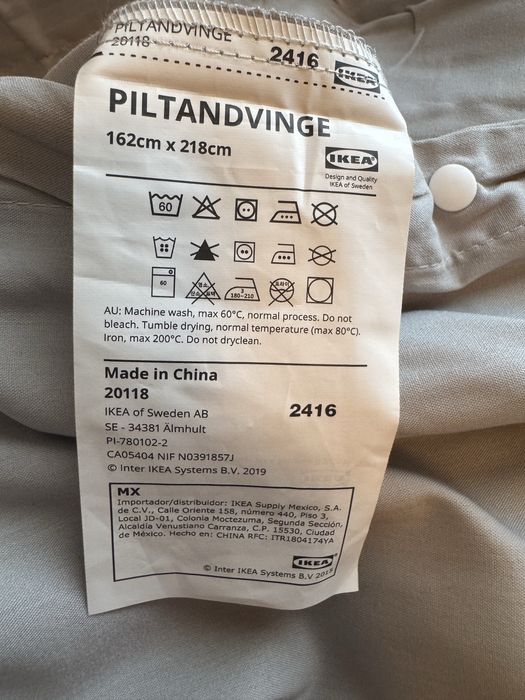 PILTANDVINGE
20118
2416
IKEA
PILTANDVINGE
162cm x 218cm
IKEA
Design and Quality
IKEA of Sweden
60
60
3
180-210
AU: Machine wash, max 60°C, normal process. Do not
bleach. Tumble drying, normal temperature (max 80°C).
Iron, max 200°C. Do not dryclean.
Made in China
20118
2416
IKEA of Sweden AB
SE - 34381 Älmhult
PI-780102-2
CA05404 NIF N0391857J
© Inter IKEA Systems B.V. 2019
MX
Importador/distribuidor: IKEA Supply Mexico, S.A.
de C.V., Calle Oriente 158, número 440, Piso 3,
Local JD-01, Colonia Moctezuma, Segunda Sección,
Alcaldía Venustiano Carranza, C.P. 15530, Ciudad
de México. Hecho en: CHINA RFC: ITR1804174YA
IKEA
© Inter IKEA Systems B.V